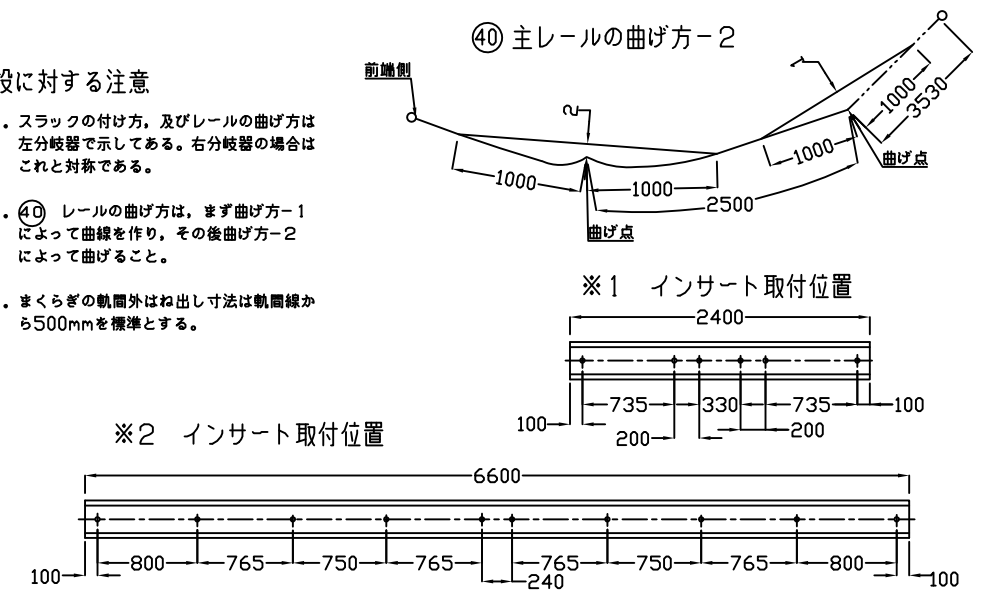 ㊵ 主レールの曲げ方－2
設に対する注意
．スラックの付け方，及びレールの曲げ方は
左分岐器で示してある。右分岐器の場合は
これと対称である。
．㊵ レールの曲げ方は，まず曲げ方－1
によって曲線を作り，その後曲げ方－2
によって曲げること。
．まくらぎの軌間外はね出し寸法は軌間線か
ら500mmを標準とする。
前端側
2
1
1000
3530
1000
曲げ点
1000
1000
2500
曲げ点
※1 インサート取付位置
2400
735
330
735
100
100
200
200
※2 インサート取付位置
6600
800
765
750
765
765
750
765
800
100
240
100